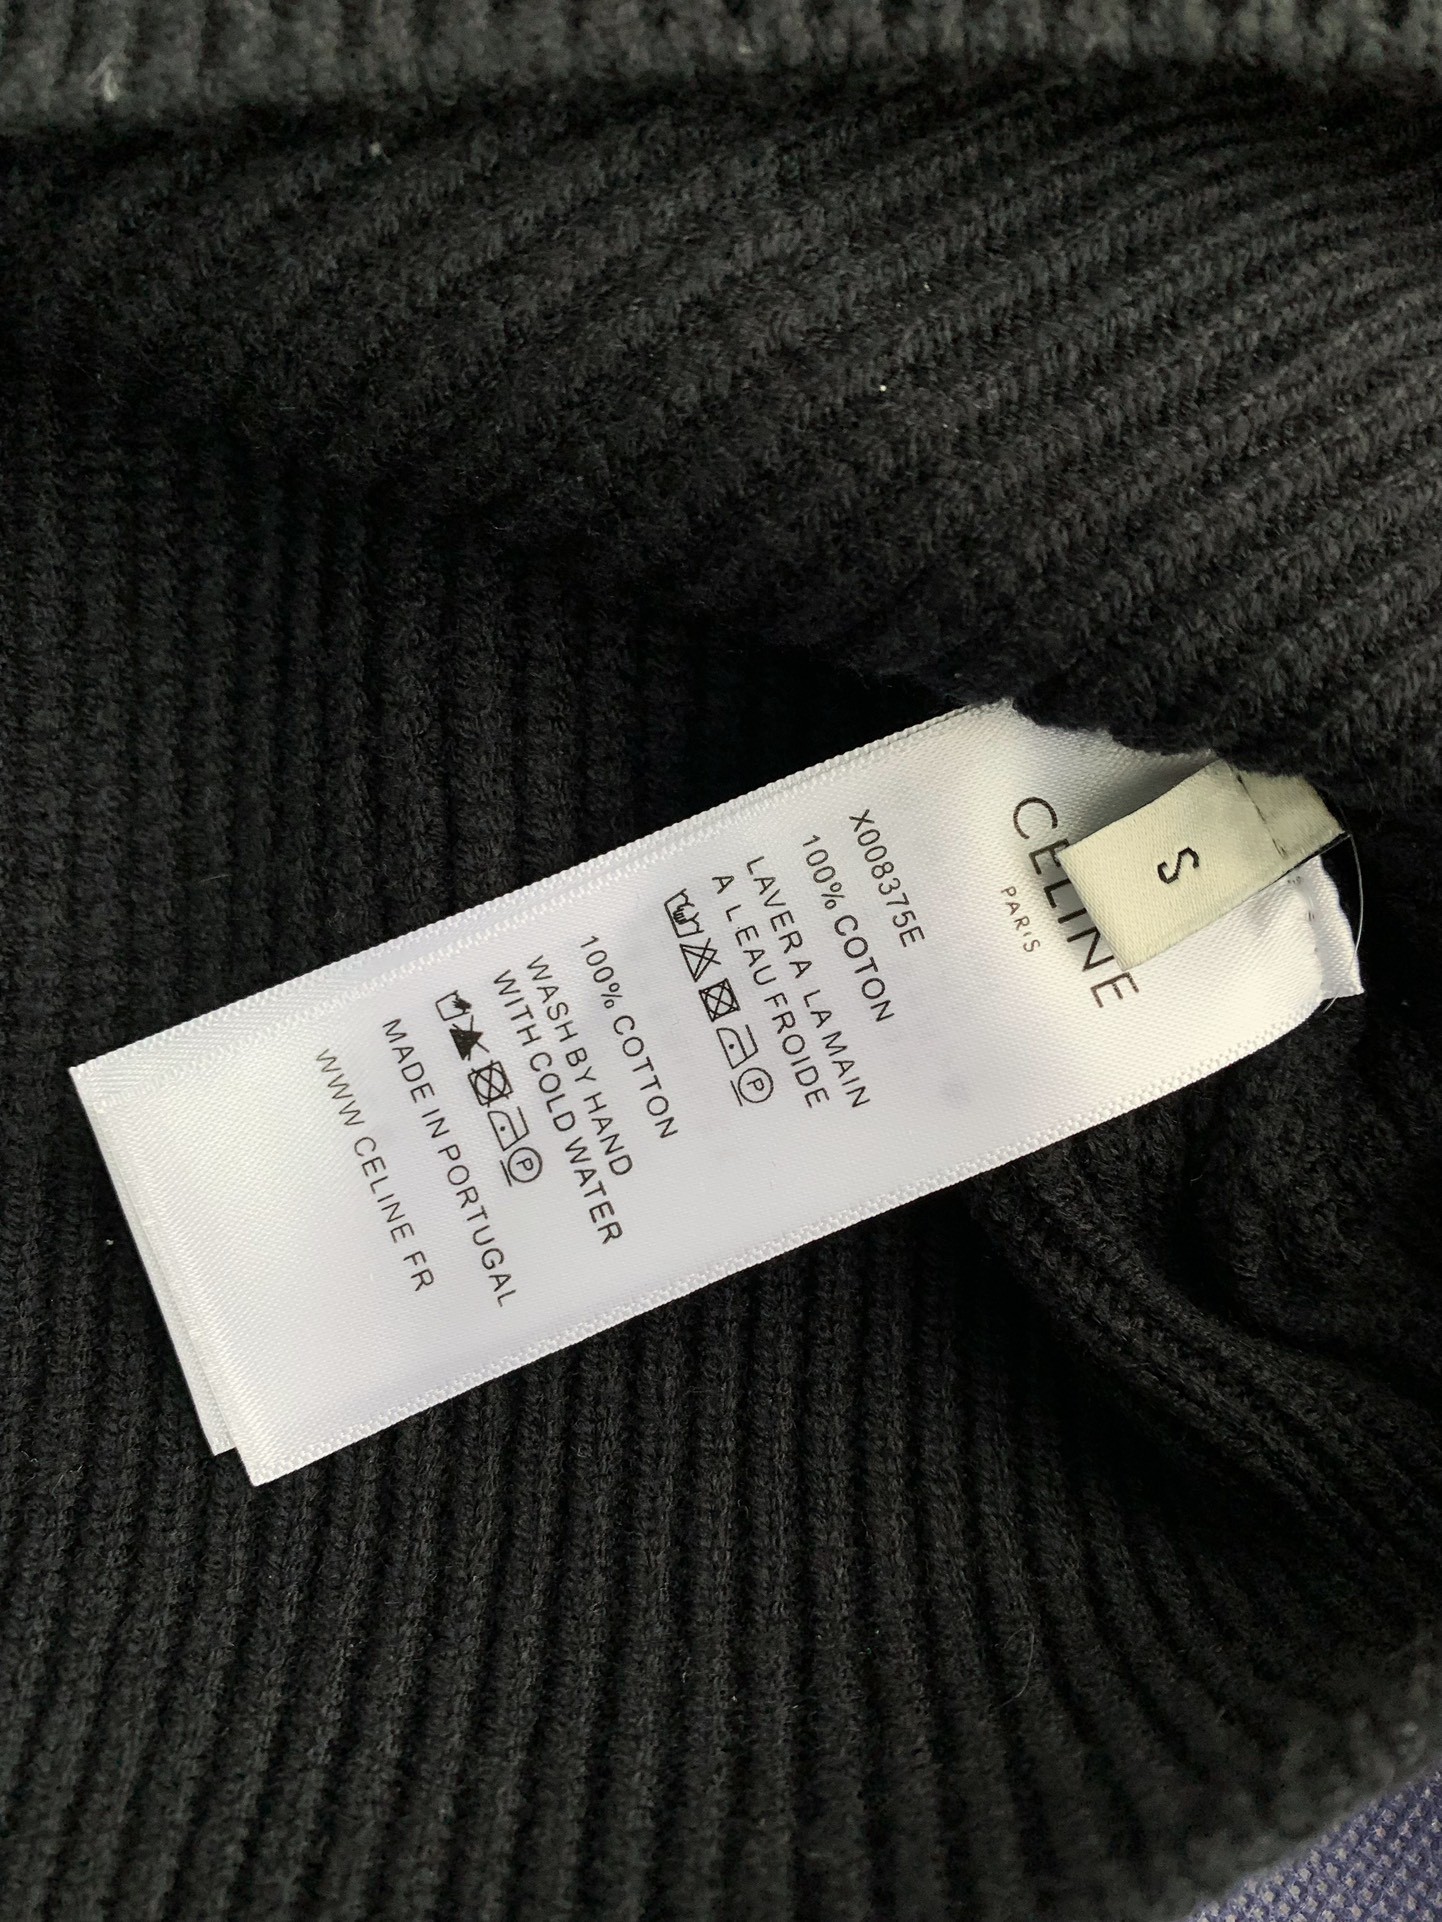 CELINE
PARIS
S
X008375E
100% COTON
LAVER A LA MAIN
A L EAU FROIDE
P
100% COTTON
WASH BY HAND
WITH COLD WATER
P
MADE IN PORTUGAL
WWW CELINE FR